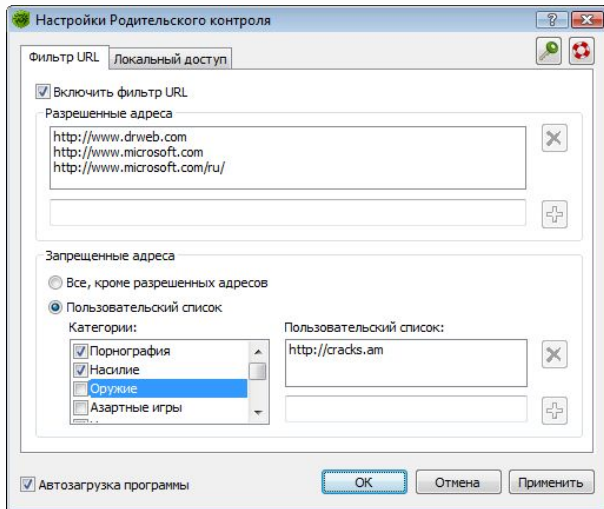 Настройки Родительского контроля
Фильтр URL
Локальный доступ
Включить фильтр URL
Разрешенные адреса
http://www.drweb.com
http://www.microsoft.com
http://www.microsoft.com/ru/
Запрещенные адреса
Все, кроме разрешенных адресов
Пользовательский список
Категории:
Пользовательский список:
Порнография
http://cracks.am
Насилие
Оружие
Азартные игры
Автозагрузка программы
OK
Отмена
Применить